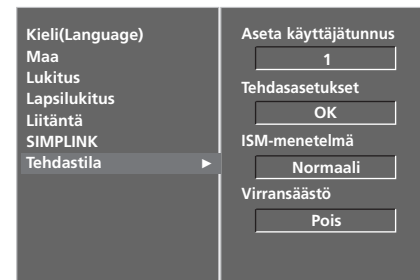 Kieli(Language)
Maa
Lukitus
Lapsilukitus
Liitäntä
SIMPLINK
Tehdastila ►
Aseta käyttäjätunnus
1
Tehdasasetukset
OK
ISM-menetelmä
Normaali
Virransäästö
Pois